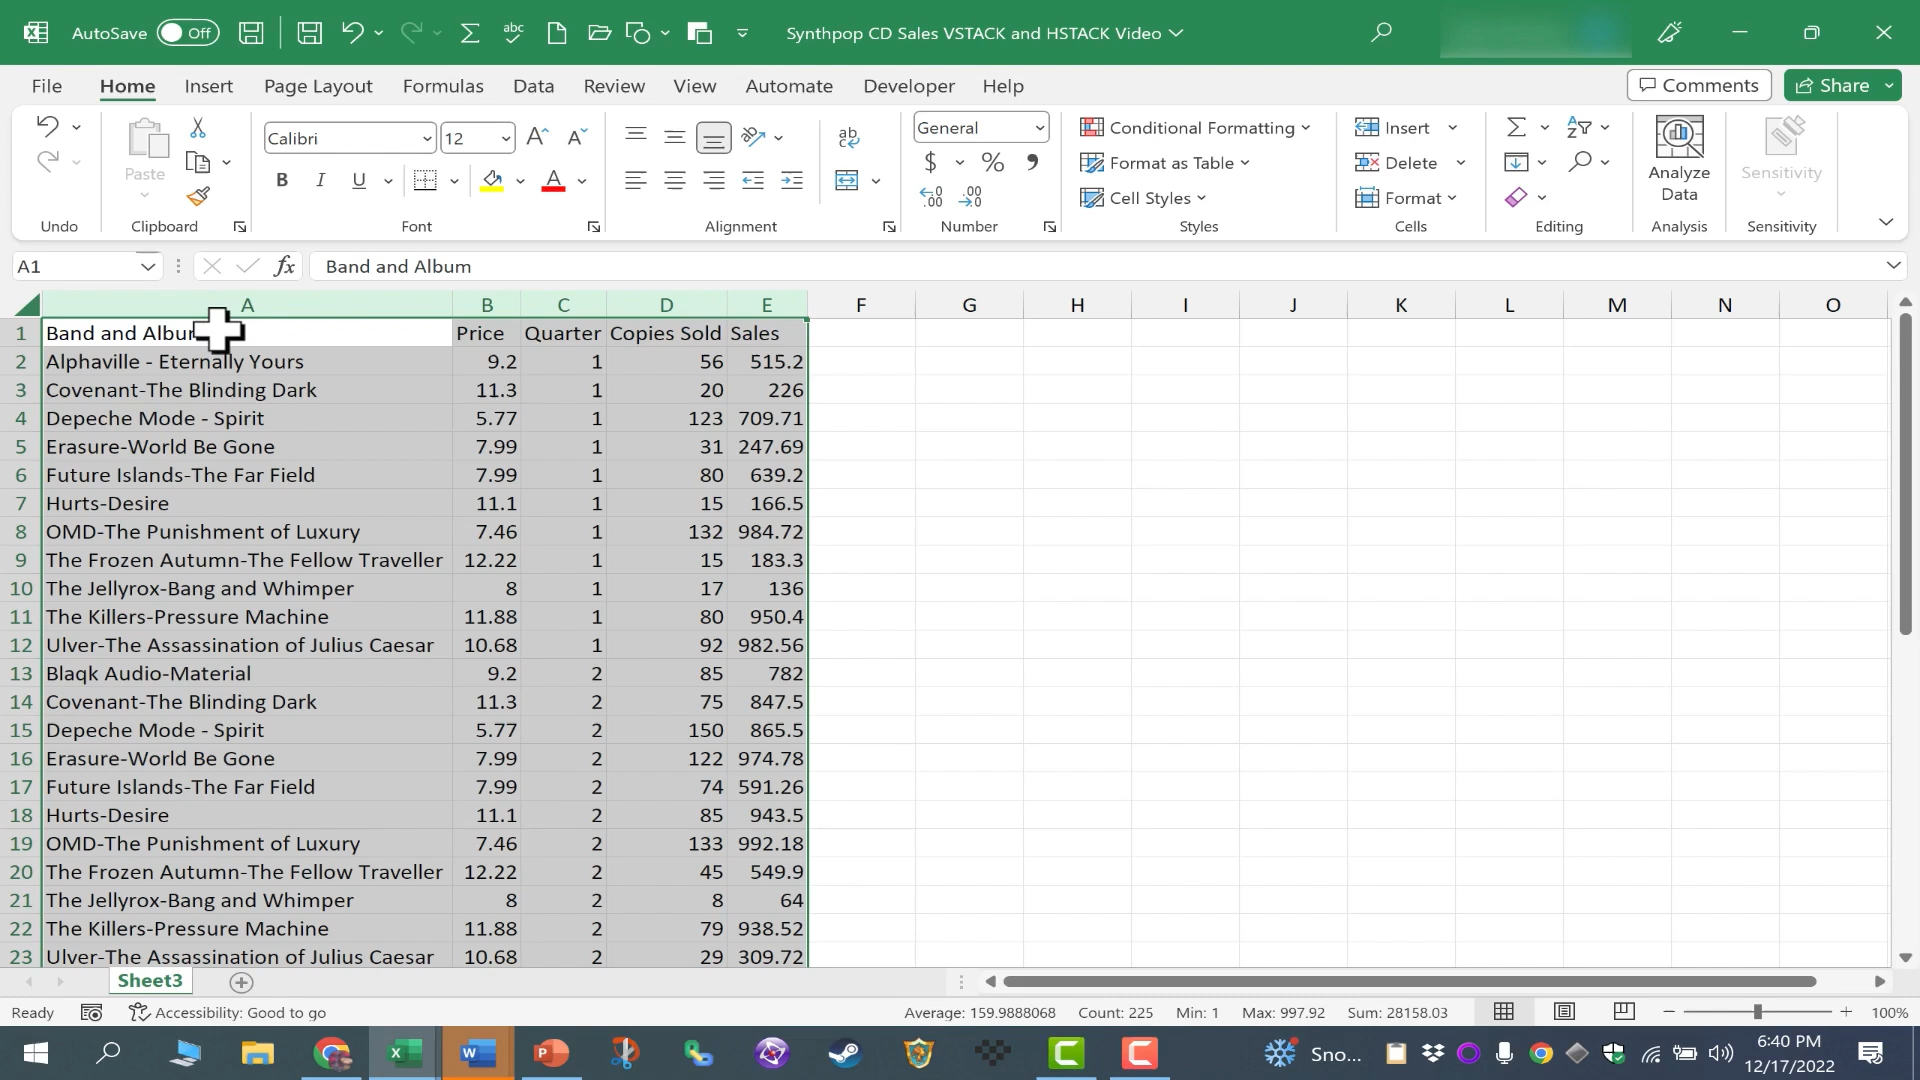 AutoSave Off abc Synthpop CD Sales VSTACK and HSTACK Video
File Home Insert Page Layout Formulas Data Review View Automate Developer Help Comments Share
Calibri 12 ab General Conditional Formatting Insert
Paste $ % Format as Table Delete Analyze Data Sensitivity
B I U A .00 .00 Cell Styles Format
Undo Clipboard Font Alignment Number Styles Cells Editing Analysis Sensitivity
A1 fx Band and Album
A B C D E F G H I J K L M N O
1 Band and Album Price Quarter Copies Sold Sales
2 Alphaville - Eternally Yours 9.2 1 56 515.2
3 Covenant-The Blinding Dark 11.3 1 20 226
4 Depeche Mode - Spirit 5.77 1 123 709.71
5 Erasure-World Be Gone 7.99 1 31 247.69
6 Future Islands-The Far Field 7.99 1 80 639.2
7 Hurts-Desire 11.1 1 15 166.5
8 OMD-The Punishment of Luxury 7.46 1 132 984.72
9 The Frozen Autumn-The Fellow Traveller 12.22 1 15 183.3
10 The Jellyrox-Bang and Whimper 8 1 17 136
11 The Killers-Pressure Machine 11.88 1 80 950.4
12 Ulver-The Assassination of Julius Caesar 10.68 1 92 982.56
13 Blaqk Audio-Material 9.2 2 85 782
14 Covenant-The Blinding Dark 11.3 2 75 847.5
15 Depeche Mode - Spirit 5.77 2 150 865.5
16 Erasure-World Be Gone 7.99 2 122 974.78
17 Future Islands-The Far Field 7.99 2 74 591.26
18 Hurts-Desire 11.1 2 85 943.5
19 OMD-The Punishment of Luxury 7.46 2 133 992.18
20 The Frozen Autumn-The Fellow Traveller 12.22 2 45 549.9
21 The Jellyrox-Bang and Whimper 8 2 8 64
22 The Killers-Pressure Machine 11.88 2 79 938.52
23 Ulver-The Assassination of Julius Caesar 10.68 2 29 309.72
Sheet3
Ready Accessibility: Good to go Average: 159.9888068 Count: 225 Min: 1 Max: 997.92 Sum: 28158.03 100%
Sno... 6:40 PM
12/17/2022